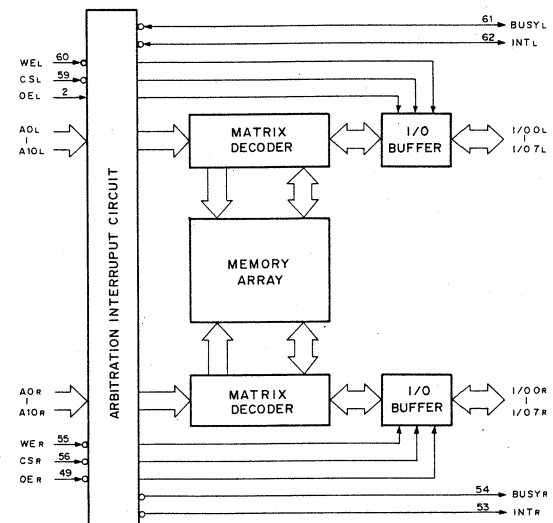 61 BUSYL
62 INTL
WEL 60
CSL 59
OEL 2
A0L
A10L
MATRIX
DECODER
I/O
BUFFER
I/O0L
I/O7L
ARBITRATION INTERRUPUT CIRCUIT
MEMORY
ARRAY
A0R
A10R
MATRIX
DECODER
I/O
BUFFER
I/O0R
I/O7R
WER 55
CSR 56
OER 49
54 BUSYR
53 INTR